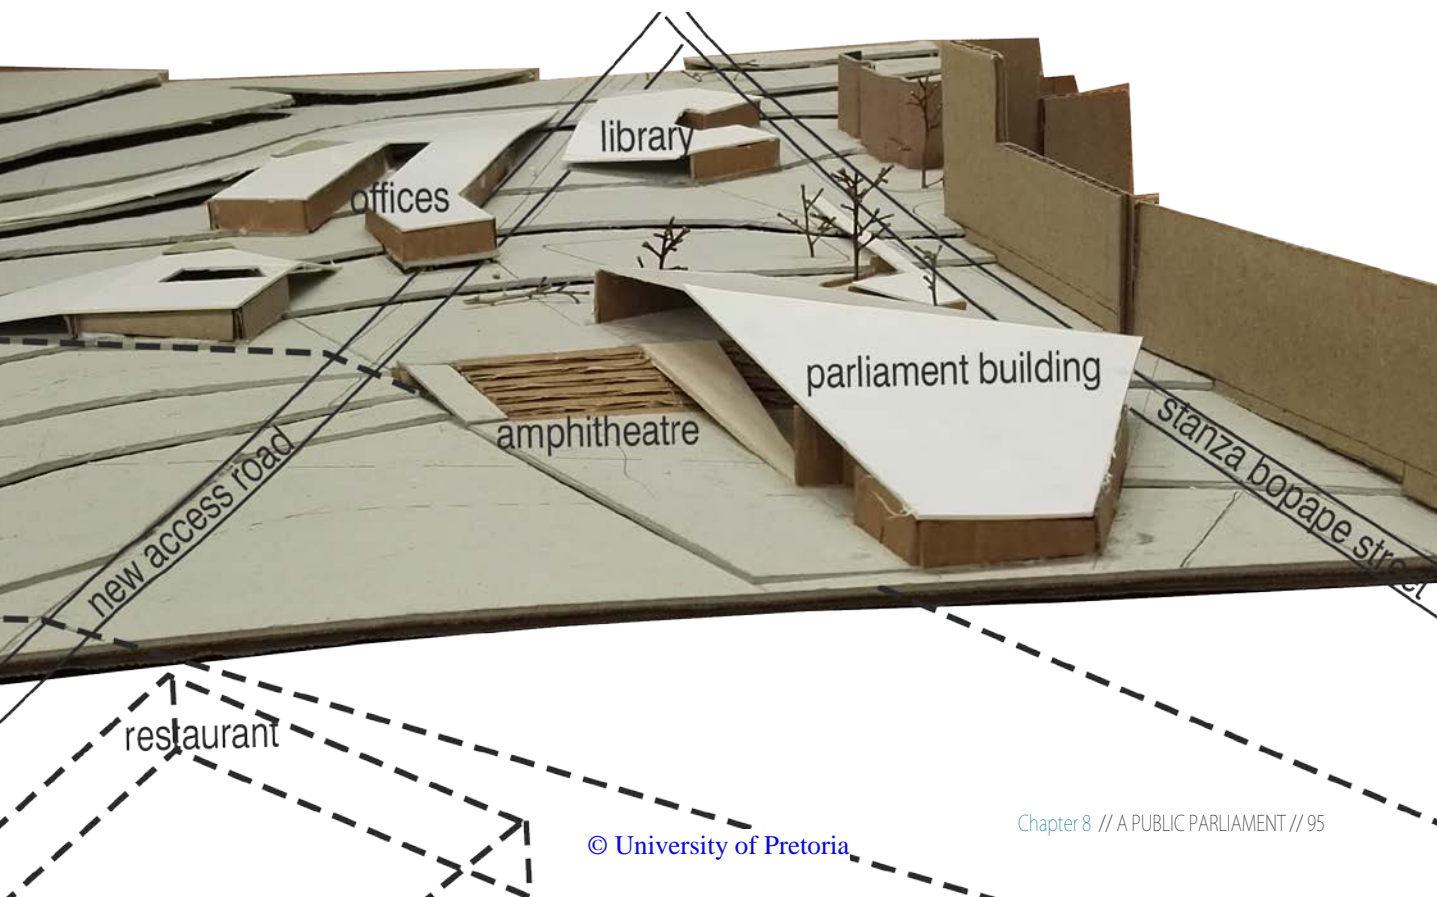 library
offices
parliament building
amphitheatre
stanza bopape street
new access road
restaurant
Chapter 8 // A PUBLIC PARLIAMENT // 95
© University of Pretoria